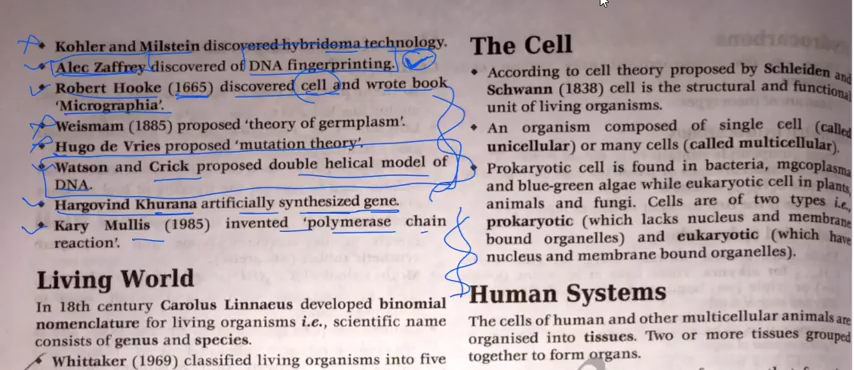 Kohler and Milstein discovered hybridoma technology.
Alec Zaffrey discovered of DNA fingerprinting.
Robert Hooke (1665) discovered cell and wrote book
'Micrographia'.
Weismam (1885) proposed 'theory of germplasm'.
Hugo de Vries proposed 'mutation theory'.
Watson and Crick proposed double helical model of
DNA.
Hargovind Khurana artificially synthesized gene.
Kary Mullis (1985) invented 'polymerase chain
reaction'.
Living World
In 18th century Carolus Linnaeus developed binomial
nomenclature for living organisms i.e., scientific name
consists of genus and species.
Whittaker (1969) classified living organisms into five
The Cell
According to cell theory proposed by Schleiden and
Schwann (1838) cell is the structural and functional
unit of living organisms.
An organism composed of single cell (called
unicellular) or many cells (called multicellular).
Prokaryotic cell is found in bacteria, mgcoplasma
and blue-green algae while eukaryotic cell in plants,
animals and fungi. Cells are of two types i.e.,
prokaryotic (which lacks nucleus and membrane
bound organelles) and eukaryotic (which have
nucleus and membrane bound organelles).
Human Systems
The cells of human and other multicellular animals are
organised into tissues. Two or more tissues grouped
together to form organs.